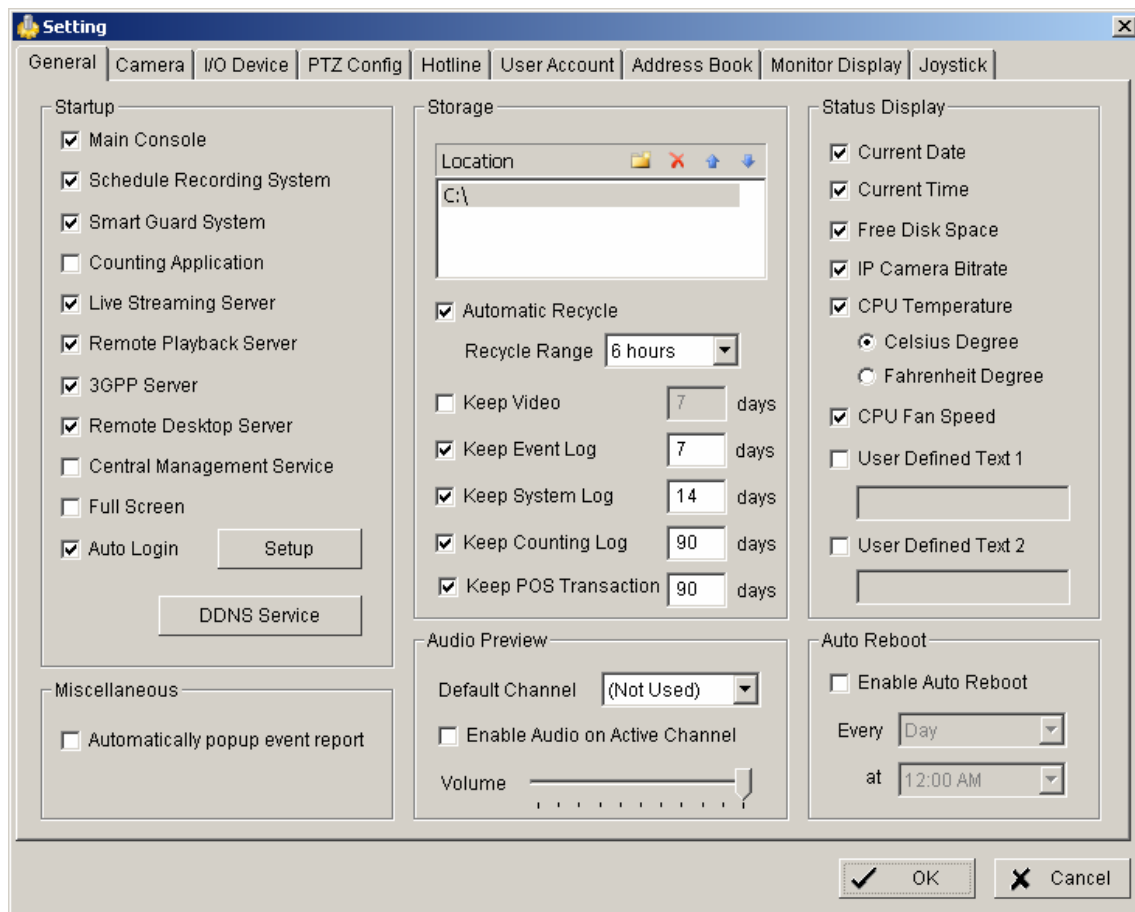 Setting
General Camera I/O Device PTZ Config Hotline User Account Address Book Monitor Display Joystick
Startup
Main Console
Schedule Recording System
Smart Guard System
Counting Application
Live Streaming Server
Remote Playback Server
3GPP Server
Remote Desktop Server
Central Management Service
Full Screen
Auto Login Setup
DDNS Service
Miscellaneous
Automatically popup event report
Storage
Location
C:\
Automatic Recycle
Recycle Range 6 hours
Keep Video 7 days
Keep Event Log 7 days
Keep System Log 14 days
Keep Counting Log 90 days
Keep POS Transaction 90 days
Audio Preview
Default Channel (Not Used)
Enable Audio on Active Channel
Volume
Status Display
Current Date
Current Time
Free Disk Space
IP Camera Bitrate
CPU Temperature
Celsius Degree
Fahrenheit Degree
CPU Fan Speed
User Defined Text 1
User Defined Text 2
Auto Reboot
Enable Auto Reboot
Every Day
at 12:00 AM
OK Cancel